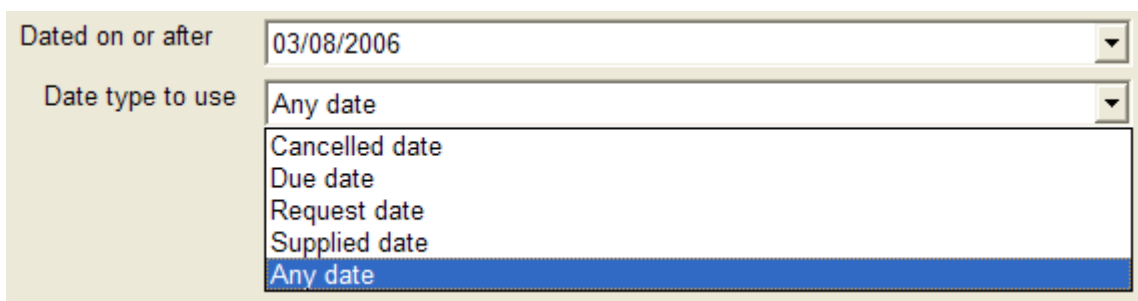 Dated on or after 03/08/2006
Date type to use Any date
Cancelled date
Due date
Request date
Supplied date
Any date